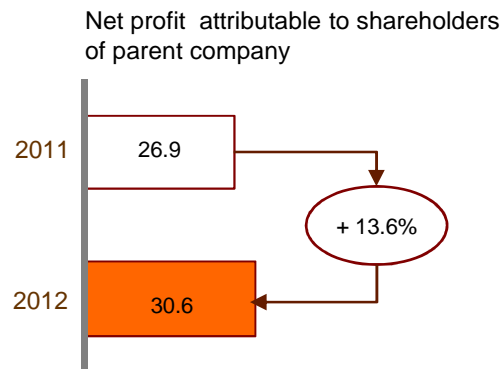 Net profit attributable to shareholders
of parent company
2011
26.9
+ 13.6%
2012
30.6